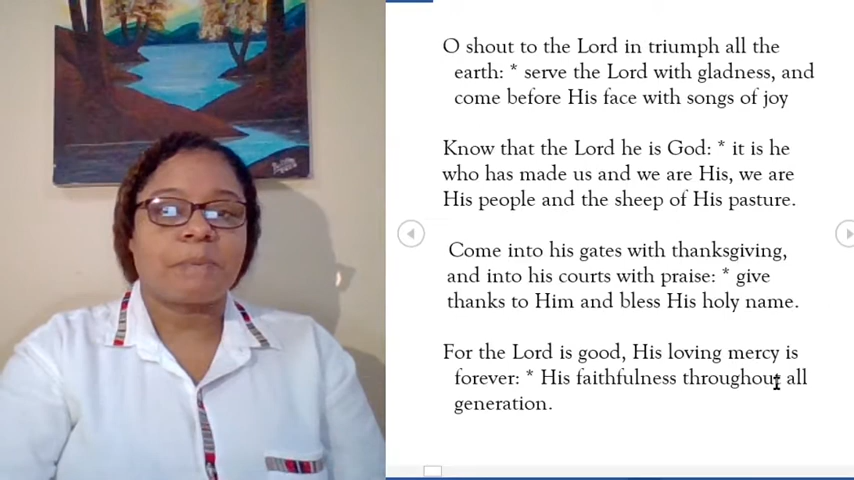 O shout to the Lord in triumph all the
earth: * serve the Lord with gladness, and
come before His face with songs of joy
Know that the Lord he is God: * it is he
who has made us and we are His, we are
His people and the sheep of His pasture.
Come into his gates with thanksgiving,
and into his courts with praise: * give
thanks to Him and bless His holy name.
For the Lord is good, His loving mercy is
forever: * His faithfulness throughout all
generation.